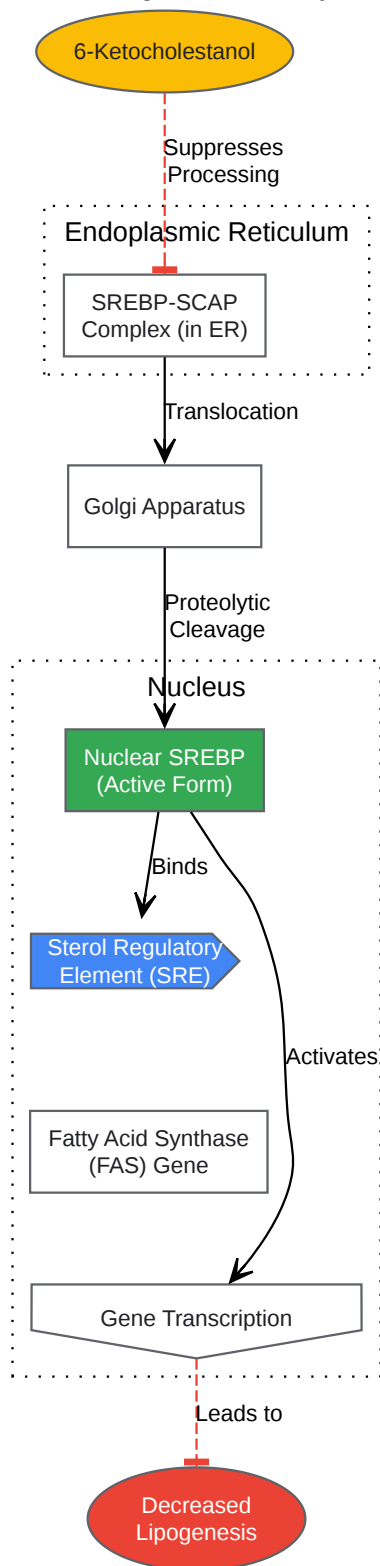 6-Ketocholestanol
Suppresses
Processing
Endoplasmic Reticulum
SREBP-SCAP
Complex (in ER)
Translocation
Golgi Apparatus
Proteolytic
Cleavage
Nucleus
Nuclear SREBP
(Active Form)
Binds
Sterol Regulatory
Element (SRE)
Activates
Fatty Acid Synthase
(FAS) Gene
Gene Transcription
Leads to
Decreased
Lipogenesis